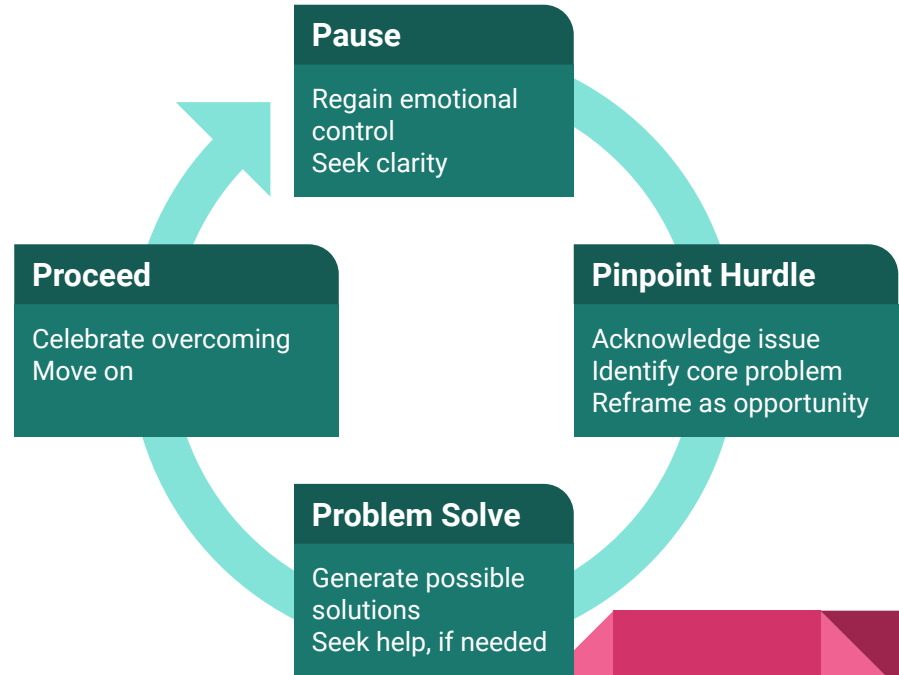 Pause
Regain emotional
control
Seek clarity
Pinpoint Hurdle
Acknowledge issue
Identify core problem
Reframe as opportunity
Problem Solve
Generate possible
solutions
Seek help, if needed
Proceed
Celebrate overcoming
Move on